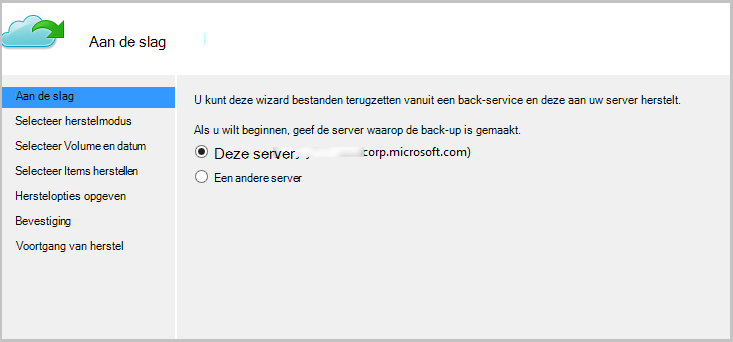 Aan de slag
Aan de slag
Selecteer herstelmodus
Selecteer Volume en datum
Selecteer Items herstellen
Herstelopties opgeven
Bevestiging
Voortgang van herstel
U kunt deze wizard bestanden terugzetten vanuit een back-service en deze aan uw server herstelt.
Als u wilt beginnen, geef de server waarop de back-up is gemaakt.
Deze server, corp.microsoft.com)
Een andere server